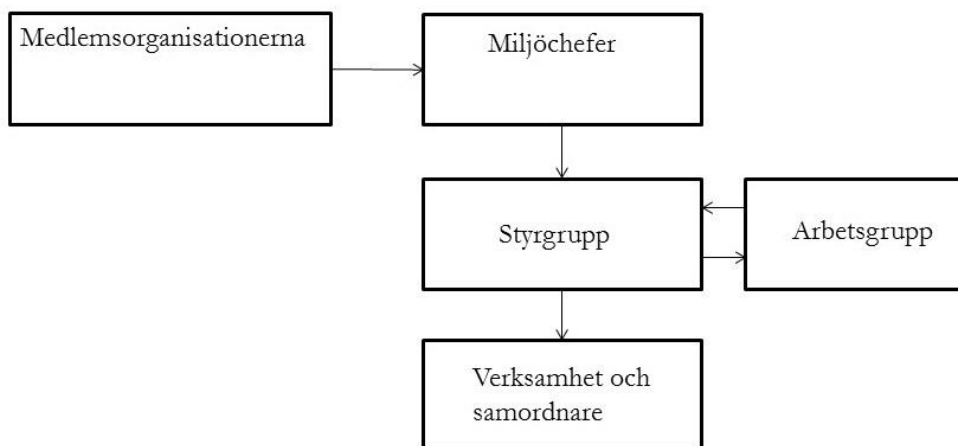 Medlemsorganisationerna
Miljöchefer
Styrgrupp
Arbetsgrupp
Verksamhet och
samordnare